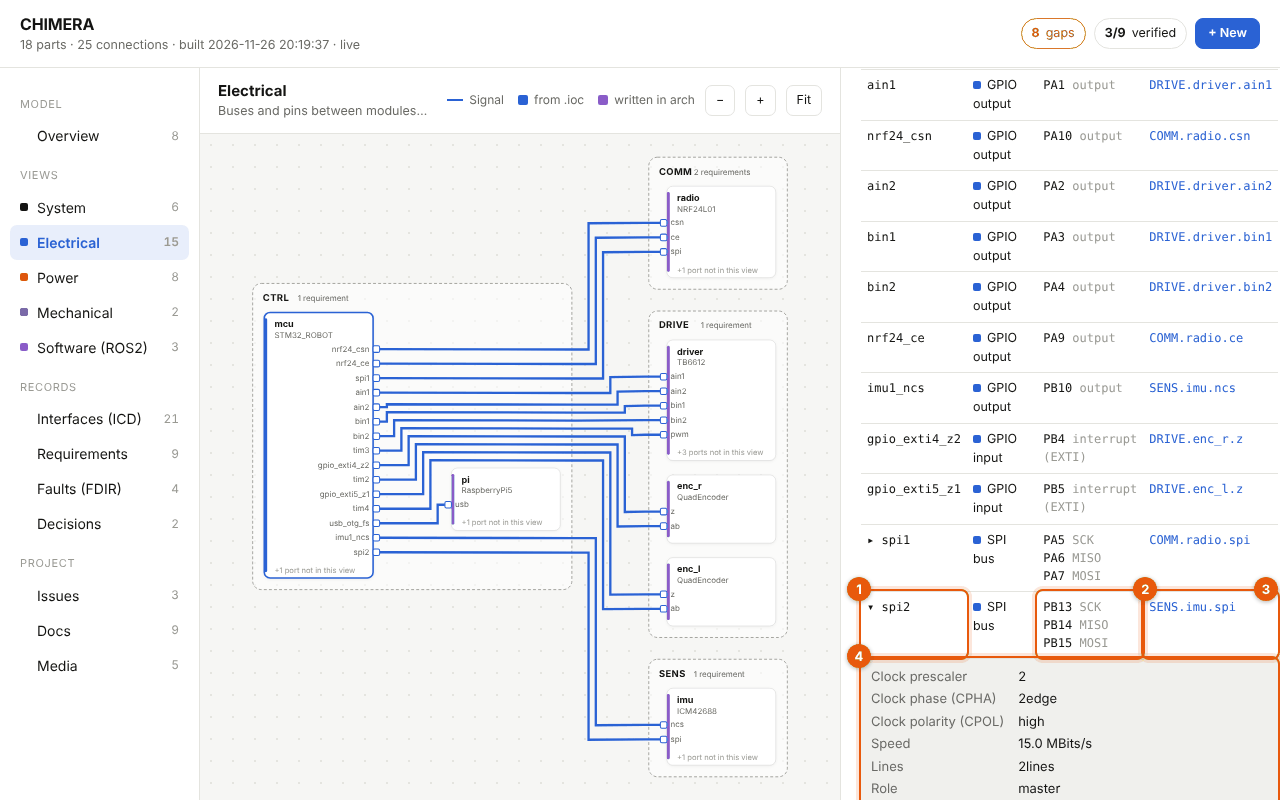 CHIMERA
18 parts · 25 connections · built 2026-11-26 20:19:37 · live
8 gaps
3/9 verified
+ New
MODEL
Overview 8
VIEWS
System 6
Electrical 15
Power 8
Mechanical 2
Software (ROS2) 3
RECORDS
Interfaces (ICD) 21
Requirements 9
Faults (FDIR) 4
Decisions 2
PROJECT
Issues 3
Docs 9
Media 5
Electrical
Buses and pins between modules...
Signal
from .ioc
written in arch
−
+
Fit
CTRL 1 requirement
mcu
STM32_ROBOT
nrf24_csn
nrf24_ce
spi1
ain1
ain2
bin1
bin2
tim3
gpio_exti4_z2
tim2
gpio_exti5_z1
tim4
usb_otg_fs
imu1_ncs
spi2
+1 port not in this view
pi
RaspberryPi5
usb
+1 port not in this view
COMM 2 requirements
radio
NRF24L01
csn
ce
spi
+1 port not in this view
DRIVE 1 requirement
driver
TB6612
ain1
ain2
bin1
bin2
pwm
+3 ports not in this view
enc_r
QuadEncoder
z
ab
enc_l
QuadEncoder
z
ab
SENS 1 requirement
imu
ICM42688
ncs
spi
+1 port not in this view
ain1 GPIO output PA1 output DRIVE.driver.ain1
nrf24_csn GPIO output PA10 output COMM.radio.csn
ain2 GPIO output PA2 output DRIVE.driver.ain2
bin1 GPIO output PA3 output DRIVE.driver.bin1
bin2 GPIO output PA4 output DRIVE.driver.bin2
nrf24_ce GPIO output PA9 output COMM.radio.ce
imu1_ncs GPIO output PB10 output SENS.imu.ncs
gpio_exti4_z2 GPIO input PB4 interrupt (EXTI) DRIVE.enc_r.z
gpio_exti5_z1 GPIO input PB5 interrupt (EXTI) DRIVE.enc_l.z
▸ spi1 SPI bus PA5 SCK COMM.radio.spi
PA6 MISO
PA7 MOSI
1
2
3
▾ spi2 SPI bus PB13 SCK SENS.imu.spi
PB14 MISO
PB15 MOSI
4
Clock prescaler 2
Clock phase (CPHA) 2edge
Clock polarity (CPOL) high
Speed 15.0 MBits/s
Lines 2lines
Role master